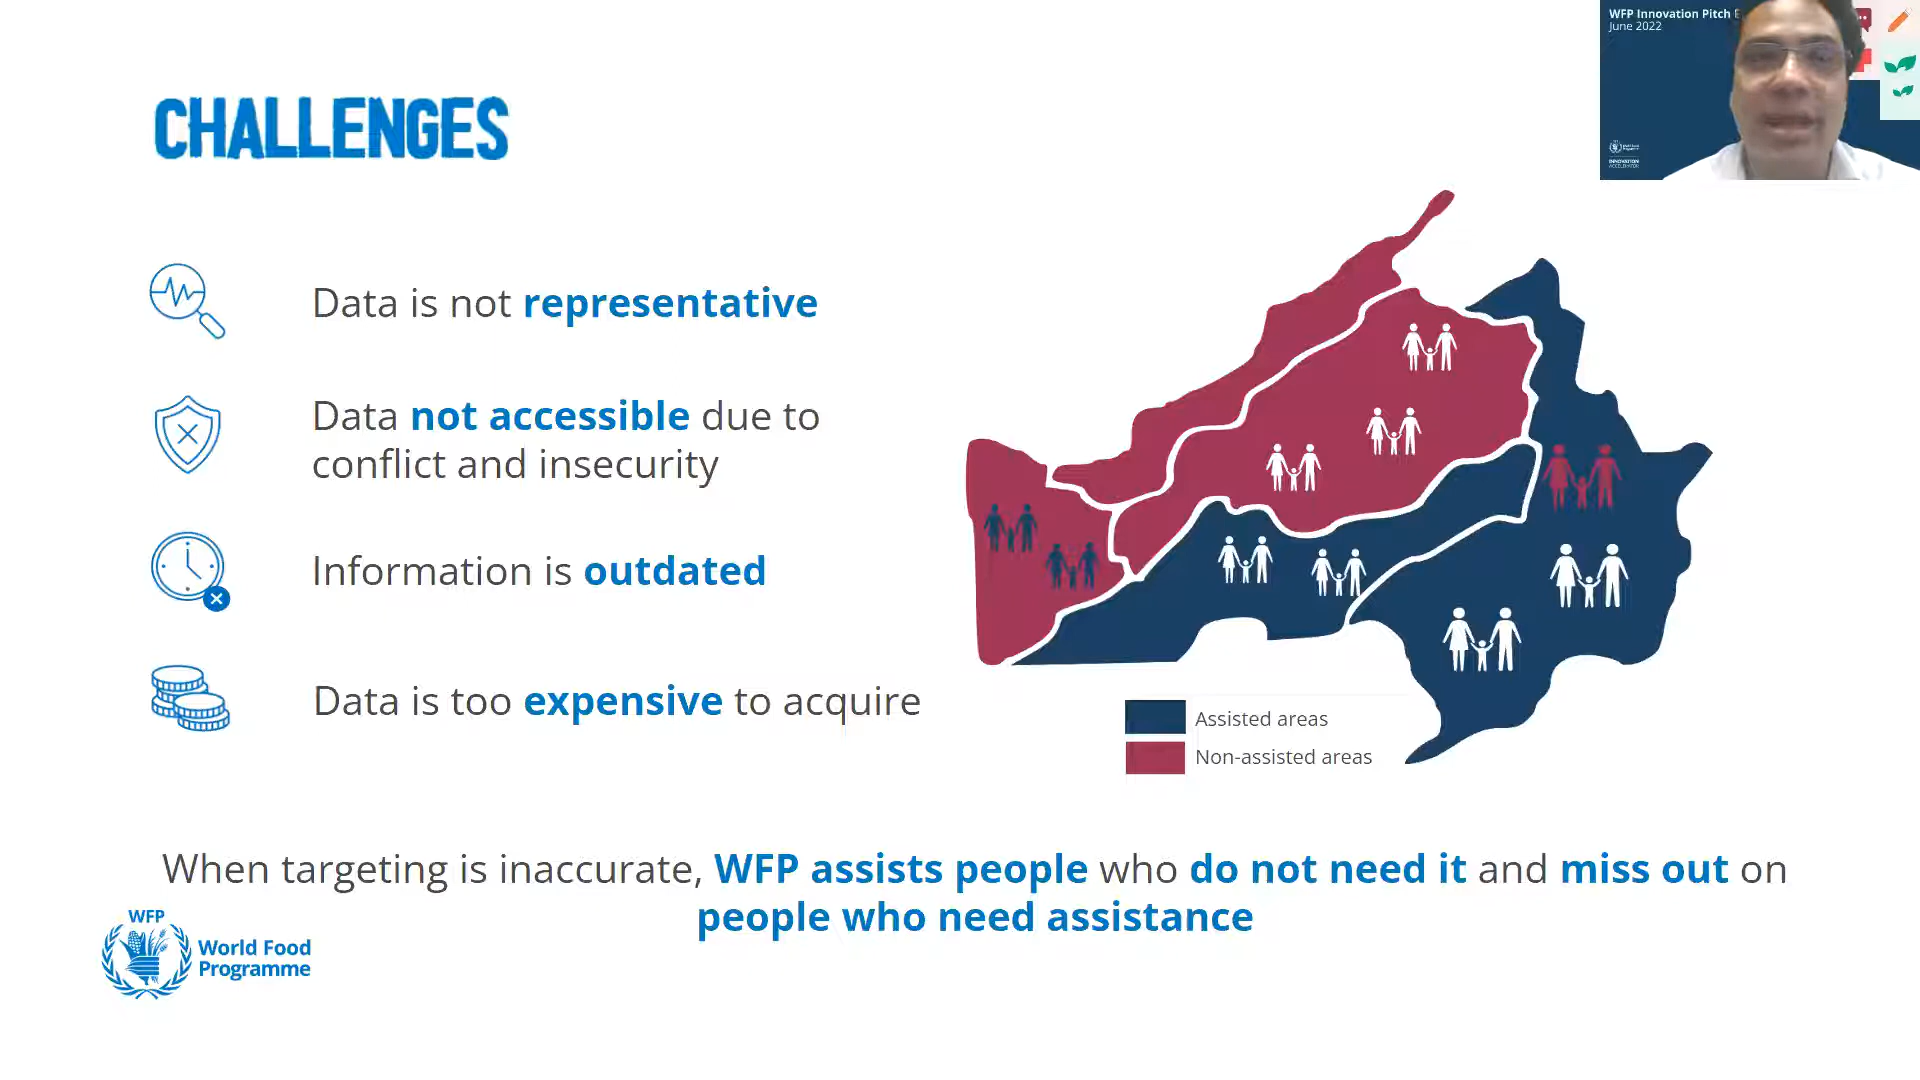 WFP Innovation Pitch
June 2022
CHALLENGES
Data is not representative
Data not accessible due to
conflict and insecurity
Information is outdated
Data is too expensive to acquire
Assisted areas
Non-assisted areas
When targeting is inaccurate, WFP assists people who do not need it and miss out on
people who need assistance
WFP
World Food
Programme
INNOVATION
ACCELERATOR